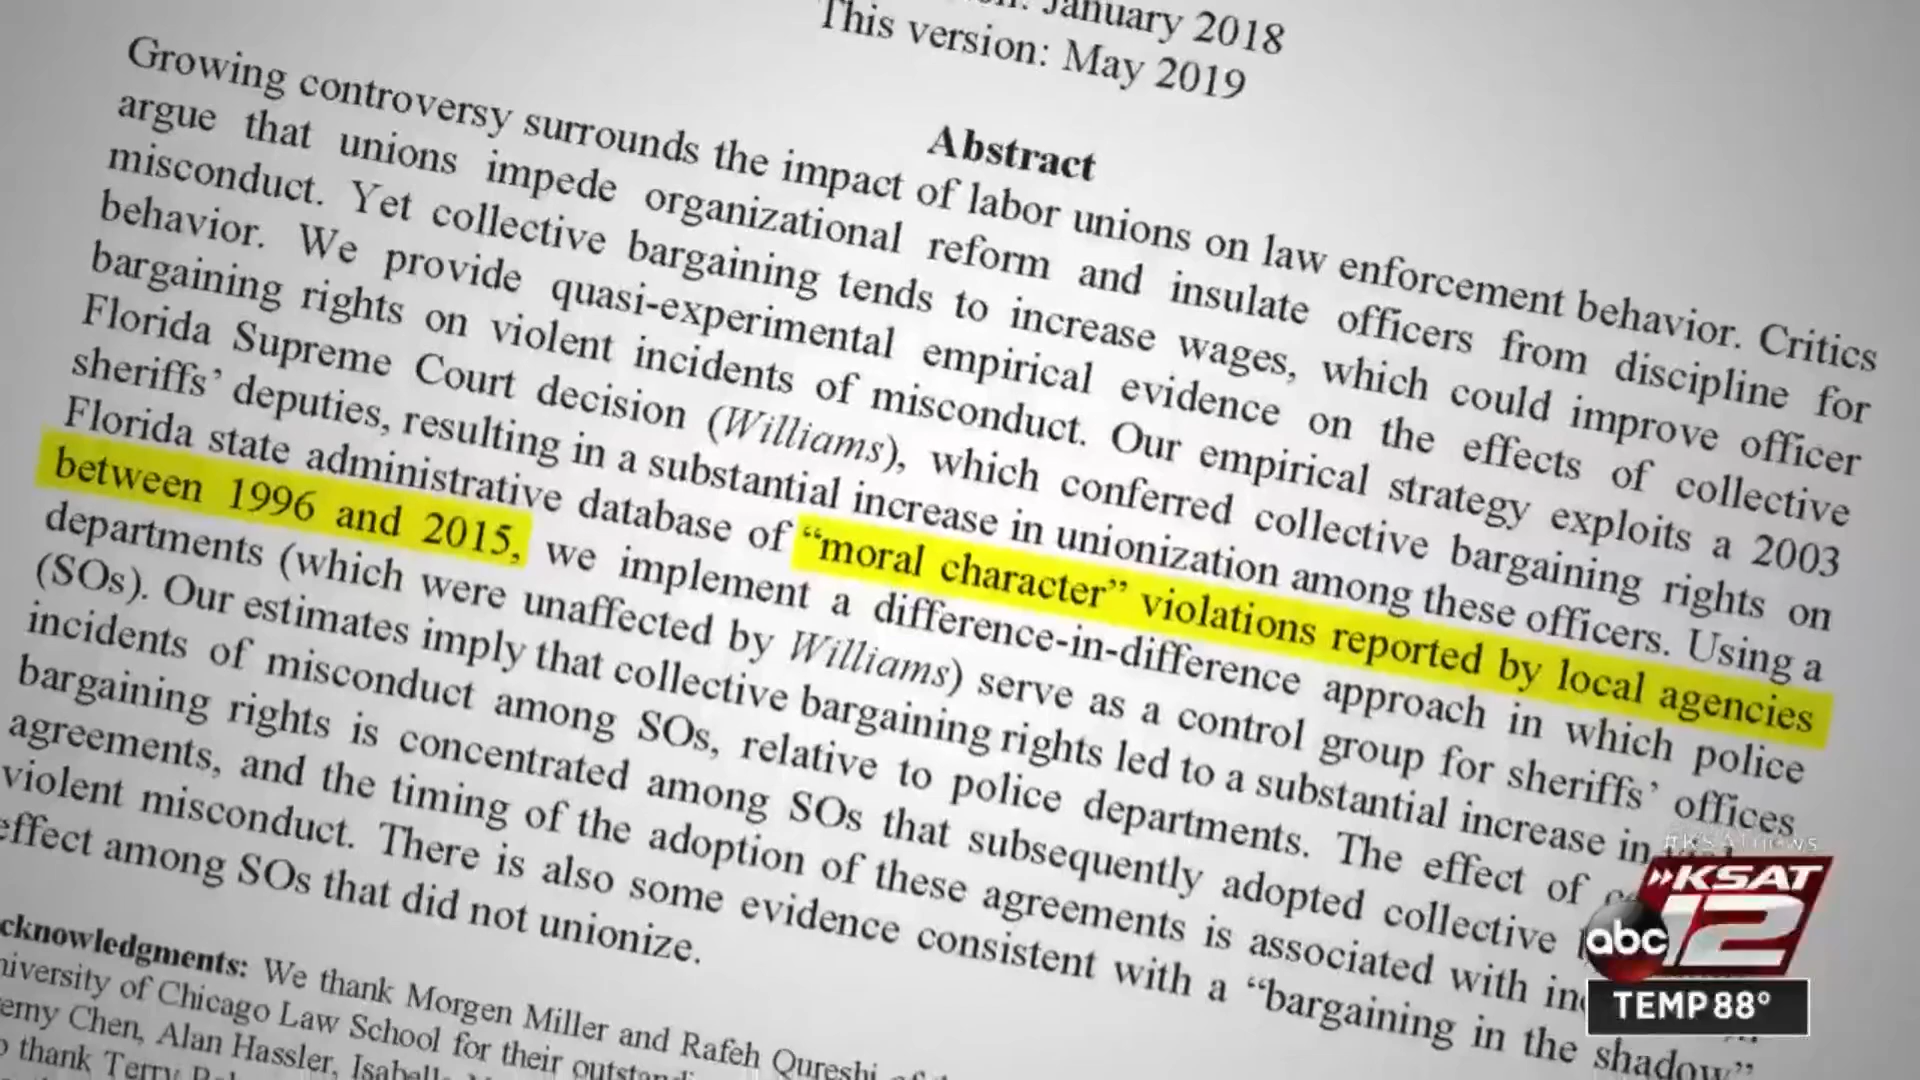 January 2018
This version: May 2019
Abstract
Growing controversy surrounds the impact of labor unions on law enforcement behavior. Critics
argue that unions impede organizational reform and insulate officers from discipline for
misconduct. Yet collective bargaining tends to increase wages, which could improve officer
behavior. We provide quasi-experimental empirical evidence on the effects of collective
bargaining rights on violent incidents of misconduct. Our empirical strategy exploits a 2003
Florida Supreme Court decision (Williams), which conferred collective bargaining rights on
sheriffs’ deputies, resulting in a substantial increase in unionization among these officers. Using a
Florida state administrative database of “moral character” violations reported by local agencies
between 1996 and 2015, we implement a difference-in-difference approach in which police
departments (which were unaffected by Williams) serve as a control group for sheriffs’ offices
(SOs). Our estimates imply that collective bargaining rights led to a substantial increase in
incidents of misconduct among SOs, relative to police departments. The effect of
bargaining rights is concentrated among SOs that subsequently adopted collective
agreements, and the timing of the adoption of these agreements is associated with
violent misconduct. There is also some evidence consistent with a “bargaining in the shadow”
effect among SOs that did not unionize.
cknowledgments: We thank Morgen Miller and Rafeh Qureshi
niversity of Chicago Law School for their
emy Chen, Alan Hassler,
thank Terry
#KSATnews
KSAT
abc 12
TEMP 88°